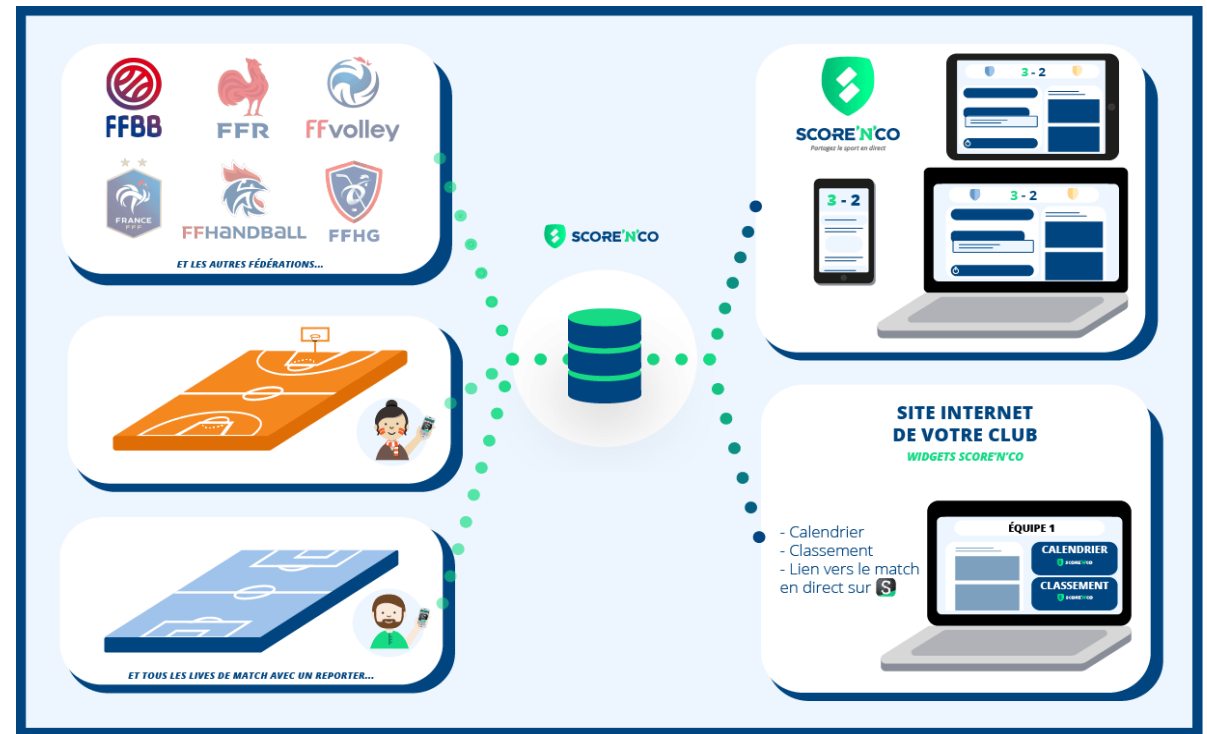 FFBB
FFR
FFvolley
FRANCE
FFF
FFHANDBALL
FFHG
ET LES AUTRES FÉDÉRATIONS...
ET TOUS LES LIVES DE MATCH AVEC UN REPORTER...
SCORE'N'CO
SCORE'N'CO
Partagez le sport en direct
3 - 2
3 - 2
3 - 2
SITE INTERNET
DE VOTRE CLUB
WIDGETS SCORE'N'CO
- Calendrier
- Classement
- Lien vers le match
en direct sur S
ÉQUIPE 1
CALENDRIER
SCORE'N'CO
CLASSEMENT
SCORE'N'CO